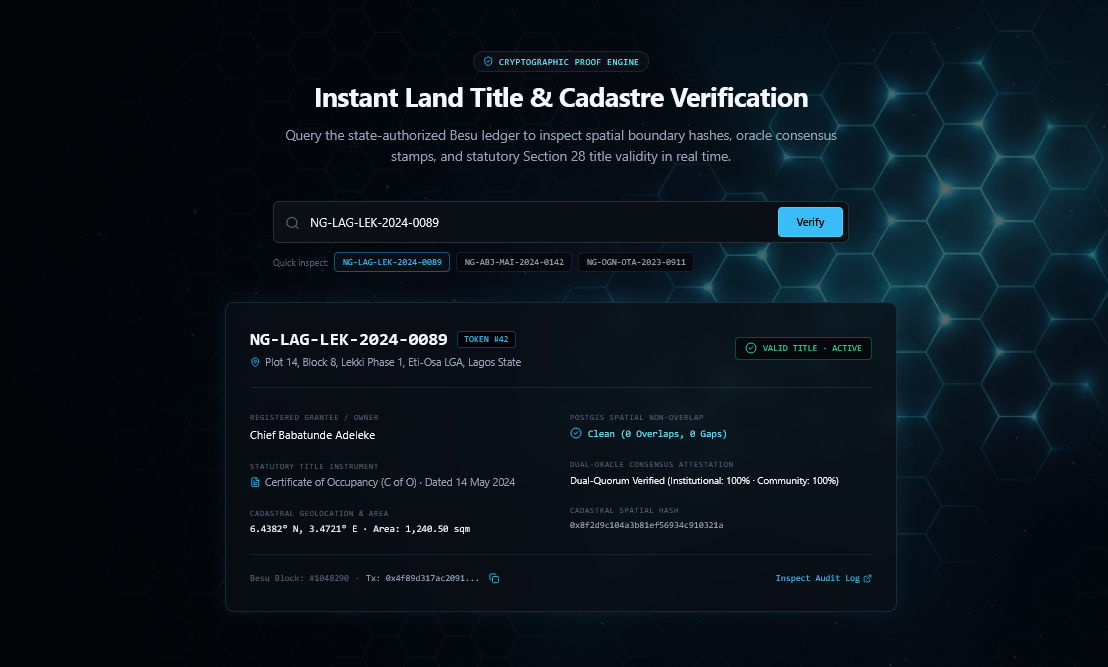 CRYPTOGRAPHIC PROOF ENGINE
Instant Land Title & Cadastre Verification
Query the state-authorized Besu ledger to inspect spatial boundary hashes, oracle consensus
stamps, and statutory Section 28 title validity in real time.
NG-LAG-LEK-2024-0089
Verify
Quick inspect: NG-LAG-LEK-2024-0089 NG-ABJ-MAI-2024-0142 NG-OGN-OTA-2023-0911
NG-LAG-LEK-2024-0089 TOKEN #42
Plot 14, Block 8, Lekki Phase 1, Eti-Osa LGA, Lagos State
VALID TITLE · ACTIVE
REGISTERED GRANTEE / OWNER
Chief Babatunde Adeleke
STATUTORY TITLE INSTRUMENT
Certificate of Occupancy (C of O) · Dated 14 May 2024
CADASTRAL GEOLOCATION & AREA
6.4382° N, 3.4721° E · Area: 1,240.50 sqm
POSTGIS SPATIAL NON-OVERLAP
Clean (0 Overlaps, 0 Gaps)
DUAL-ORACLE CONSENSUS ATTESTATION
Dual-Quorum Verified (Institutional: 100% · Community: 100%)
CADASTRAL SPATIAL HASH
0x8f2d9c104a3b81ef56934c910321a
Besu Block: #1048290 · Tx: 0x4f89d317ac2091...
Inspect Audit Log